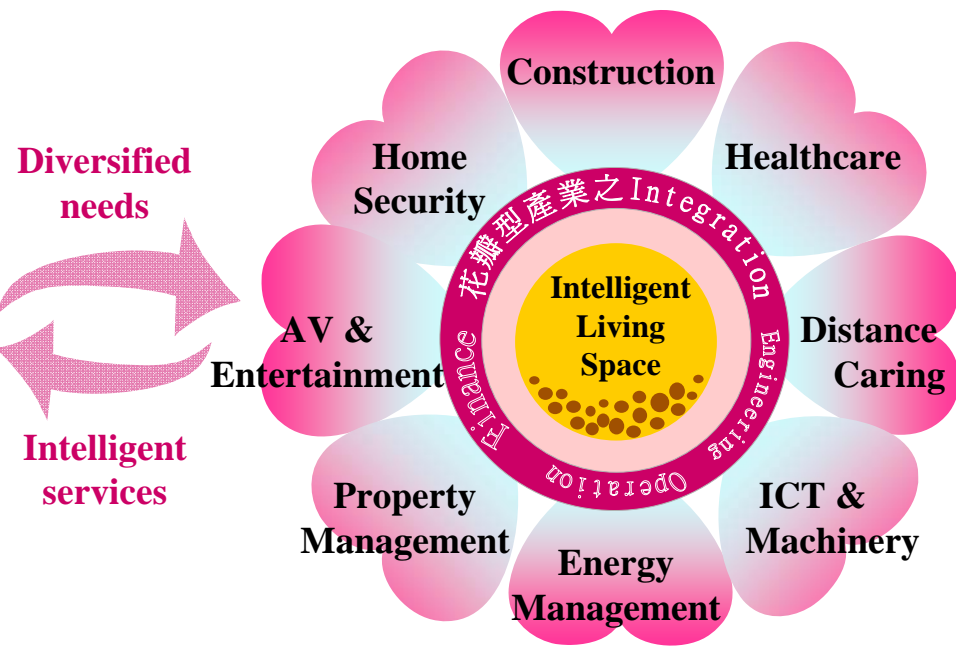 Construction
Healthcare
Distance
Caring
ICT &
Machinery
Energy
Management
Property
Management
AV &
Entertainment
Home
Security
Diversified
needs
Intelligent
services
花瓣型產業之Integration
Engineering
Operation
Finance
Intelligent
Living
Space